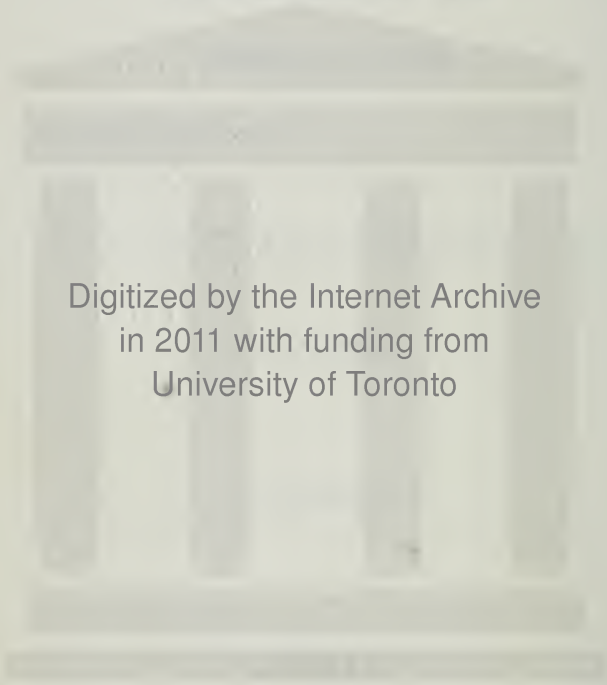 Digitized by the Internet Archive
in 2011 with funding from
University of Toronto